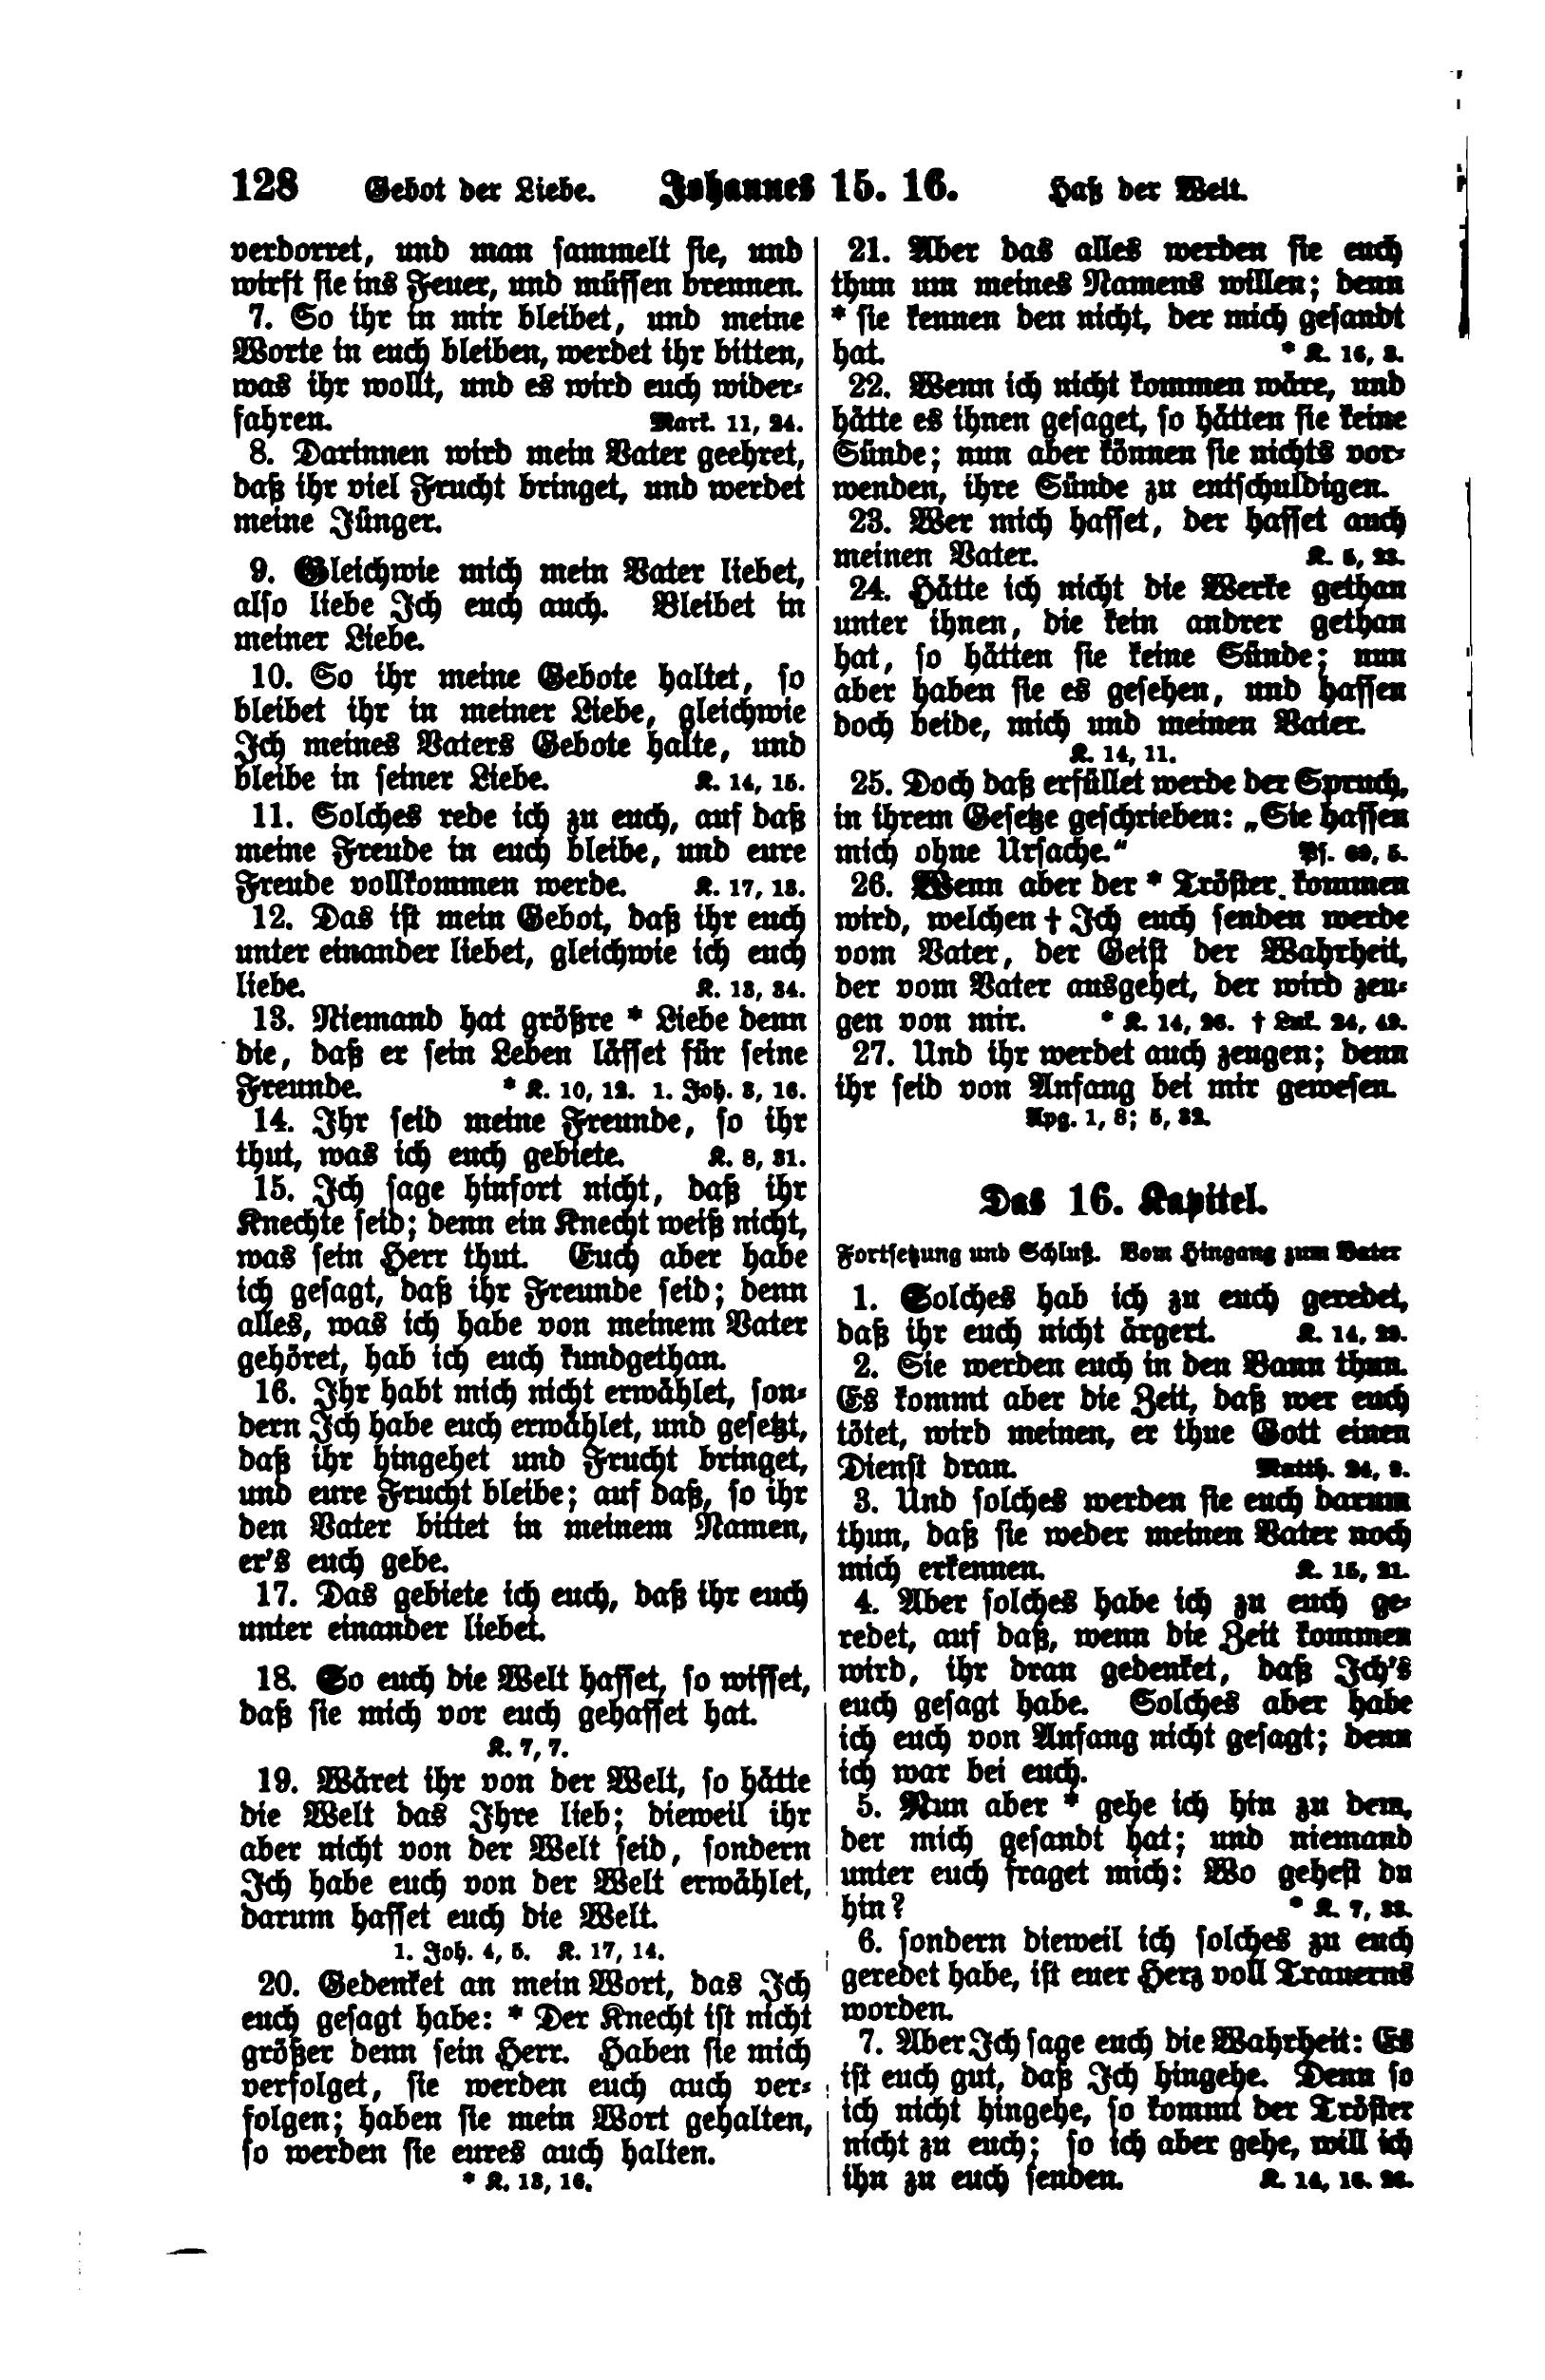 128 Gebot der Liebe. Johannes 15. 16. Haß der Welt.
verdorret, und man sammelt sie, und
wirft sie ins Feuer, und müssen brennen.
7. So ihr in mir bleibet, und meine
Worte in euch bleiben, werdet ihr bitten,
was ihr wollt, und es wird euch wider-
fahren. Mark. 11, 24.
8. Darinnen wird mein Vater geehret,
daß ihr viel Frucht bringet, und werdet
meine Jünger.
9. Gleichwie mich mein Vater liebet,
also liebe Ich euch auch. Bleibet in
meiner Liebe.
10. So ihr meine Gebote haltet, so
bleibet ihr in meiner Liebe, gleichwie
Ich meines Vaters Gebote halte, und
bleibe in seiner Liebe. K. 14, 15.
11. Solches rede ich zu euch, auf daß
meine Freude in euch bleibe, und eure
Freude vollkommen werde. K. 17, 13.
12. Das ist mein Gebot, daß ihr euch
unter einander liebet, gleichwie ich euch
liebe. K. 13, 34.
13. Niemand hat größre * Liebe denn
die, daß er sein Leben lässet für seine
Freunde. * K. 10, 12. 1. Joh. 3, 16.
14. Ihr seid meine Freunde, so ihr
thut, was ich euch gebiete. K. 8, 31.
15. Ich sage hinfort nicht, daß ihr
Knechte seid; denn ein Knecht weiß nicht,
was sein Herr thut. Euch aber habe
ich gesagt, daß ihr Freunde seid; denn
alles, was ich habe von meinem Vater
gehöret, hab ich euch kundgethan.
16. Ihr habt mich nicht erwählet, son-
dern Ich habe euch erwählet, und gesetzt,
daß ihr hingehet und Frucht bringet,
und eure Frucht bleibe; auf daß, so ihr
den Vater bittet in meinem Namen,
er's euch gebe.
17. Das gebiete ich euch, daß ihr euch
unter einander liebet.
18. So euch die Welt hasset, so wisset,
daß sie mich vor euch gehasset hat.
K. 7, 7.
19. Wäret ihr von der Welt, so hätte
die Welt das Ihre lieb; dieweil ihr
aber nicht von der Welt seid, sondern
Ich habe euch von der Welt erwählet,
darum hasset euch die Welt.
1. Joh. 4, 5. K. 17, 14.
20. Gedenket an mein Wort, das Ich
euch gesagt habe: * Der Knecht ist nicht
größer denn sein Herr. Haben sie mich
verfolget, sie werden euch auch ver-
folgen; haben sie mein Wort gehalten,
so werden sie eures auch halten.
* K. 13, 16.
21. Aber das alles werden sie euch
thun um meines Namens willen; denn
* sie kennen den nicht, der mich gesandt
hat. * K. 16, 3.
22. Wenn ich nicht kommen wäre, und
hätte es ihnen gesaget, so hätten sie keine
Sünde; nun aber können sie nichts vor-
wenden, ihre Sünde zu entschuldigen.
23. Wer mich hasset, der hasset auch
meinen Vater. K. 5, 23.
24. Hätte ich nicht die Werke gethan
unter ihnen, die kein andrer gethan
hat, so hätten sie keine Sünde; nun
aber haben sie es gesehen, und hassen
doch beide, mich und meinen Vater.
K. 14, 11.
25. Doch daß erfüllet werde der Spruch,
in ihrem Gesetze geschrieben: „Sie hassen
mich ohne Ursache.“ Ps. 69, 5.
26. Wenn aber der * Tröster kommen
wird, welchen † Ich euch senden werde
vom Vater, der Geist der Wahrheit,
der vom Vater ausgehet, der wird zeu-
gen von mir. * K. 14, 26. † Luk. 24, 49.
27. Und ihr werdet auch zeugen; denn
ihr seid von Anfang bei mir gewesen.
Apg. 1, 8; 5, 32.
Das 16. Kapitel.
Fortsetzung und Schluß. Vom Hingang zum Vater
1. Solches hab ich zu euch geredet,
daß ihr euch nicht ärgert. K. 14, 29.
2. Sie werden euch in den Bann thun.
Es kommt aber die Zeit, daß wer euch
tötet, wird meinen, er thue Gott einen
Dienst dran. Matth. 24, 9.
3. Und solches werden sie euch darum
thun, daß sie weder meinen Vater noch
mich erkennen. K. 15, 21.
4. Aber solches habe ich zu euch ge-
redet, auf daß, wenn die Zeit kommen
wird, ihr dran gedenket, daß Ich's
euch gesagt habe. Solches aber habe
ich euch von Anfang nicht gesagt; denn
ich war bei euch.
5. Nun aber * gehe ich hin zu dem,
der mich gesandt hat; und niemand
unter euch fraget mich: Wo gehest du
hin? * K. 7, 33.
6. sondern dieweil ich solches zu euch
geredet habe, ist euer Herz voll Trauerns
worden.
7. Aber Ich sage euch die Wahrheit: Es
ist euch gut, daß Ich hingehe. Denn so
ich nicht hingehe, so kommt der Tröster
nicht zu euch; so ich aber gehe, will ich
ihn zu euch senden. K. 14, 16. 26.